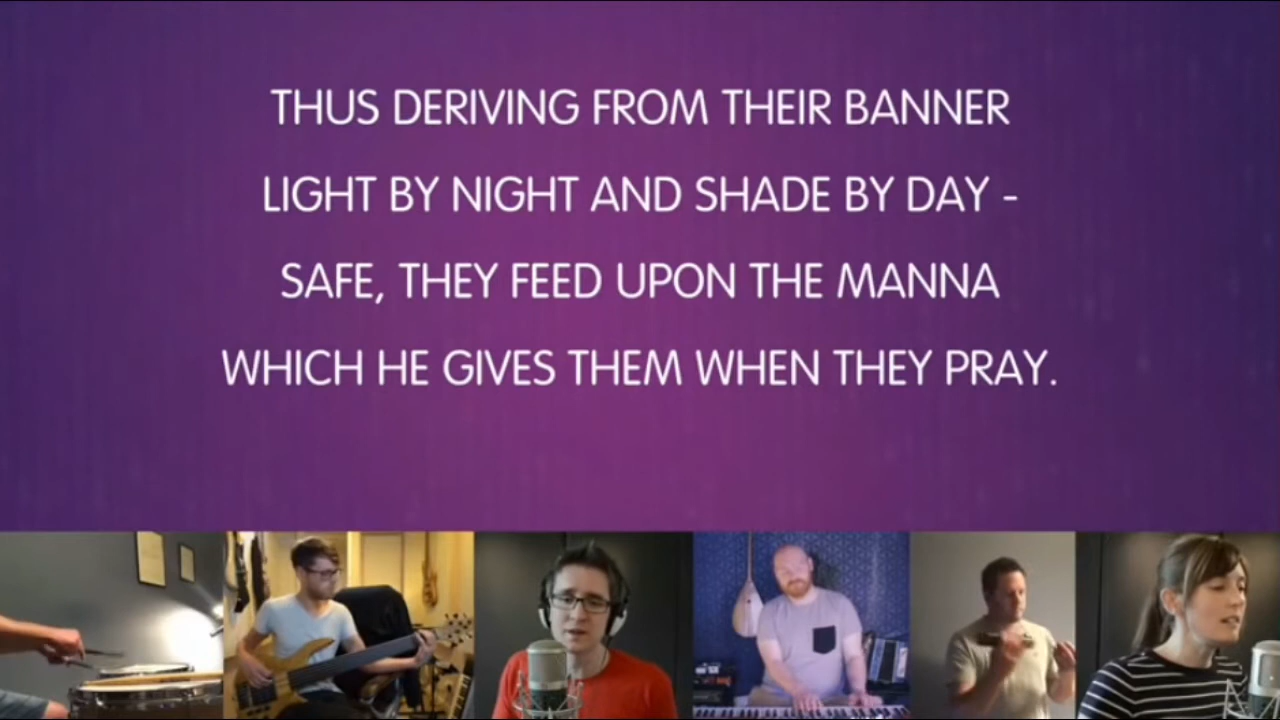 THUS DERIVING FROM THEIR BANNER
LIGHT BY NIGHT AND SHADE BY DAY -
SAFE, THEY FEED UPON THE MANNA
WHICH HE GIVES THEM WHEN THEY PRAY.